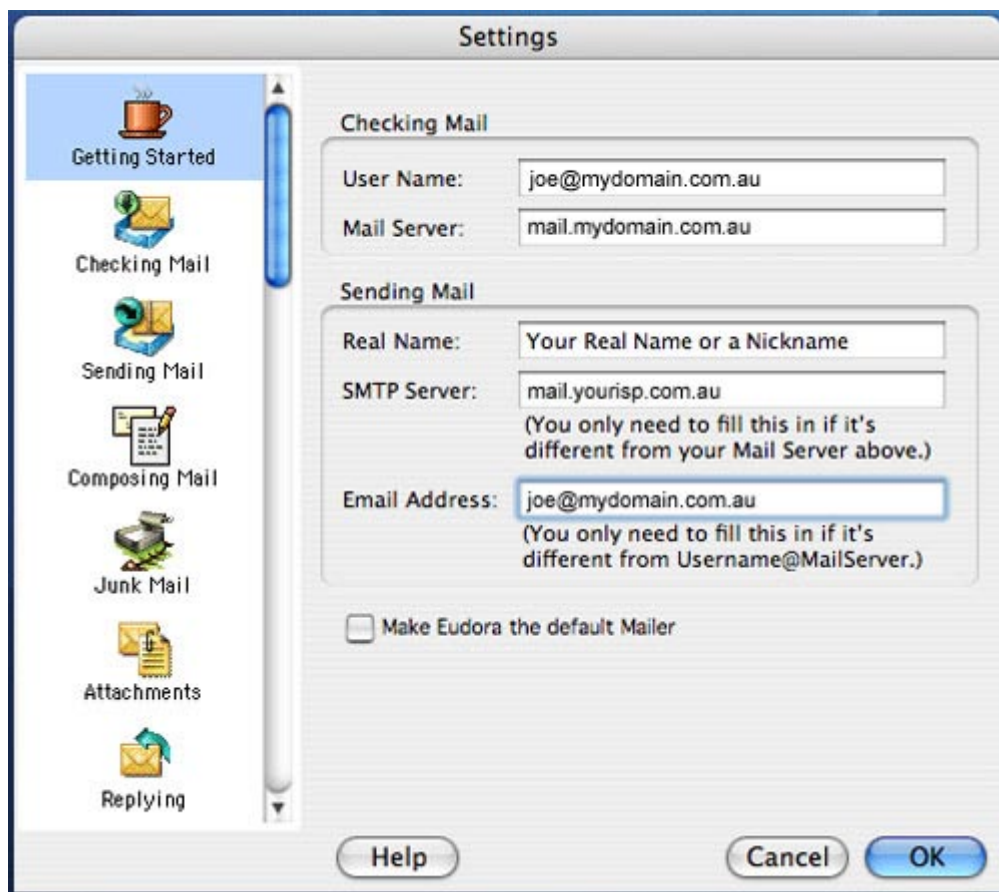 Settings
Getting Started
Checking Mail
Sending Mail
Composing Mail
Junk Mail
Attachments
Replying
Checking Mail
User Name: joe@mydomain.com.au
Mail Server: mail.mydomain.com.au
Sending Mail
Real Name: Your Real Name or a Nickname
SMTP Server: mail.yourisp.com.au
(You only need to fill this in if it's
different from your Mail Server above.)
Email Address: joe@mydomain.com.au
(You only need to fill this in if it's
different from Username@MailServer.)
Make Eudora the default Mailer
Help Cancel OK